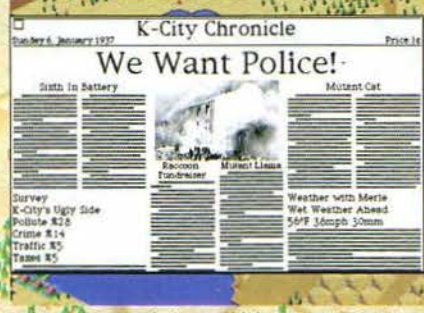 K-City Chronicle
Sunday 6, January 1937
Price 1¢
We Want Police!
Sixth In Battery
Mutant Cat
Raccoon
Fundraiser
Mutant Llama
Survey
K-City's Ugly Side
Pollute %28
Crime %14
Traffic %5
Taxes %5
Weather with Merle
Wet Weather Ahead
56°F 36mph 30mm